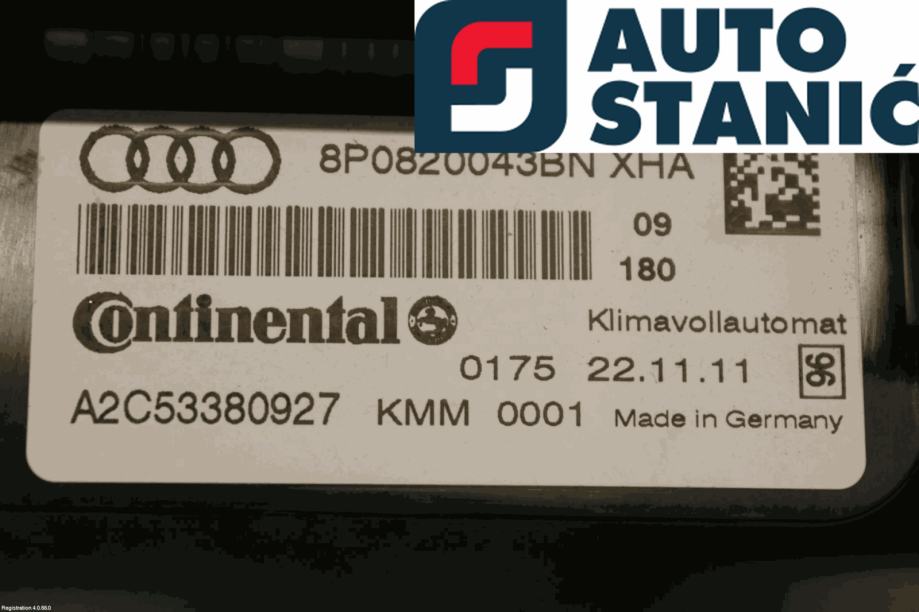 AUTO
STANIĆ
8P0820043BN XHA
09
180
Continental
Klimavollautomat
0175 22.11.11 96
A2C53380927 KMM 0001 Made in Germany
Registration 4.0.68.0